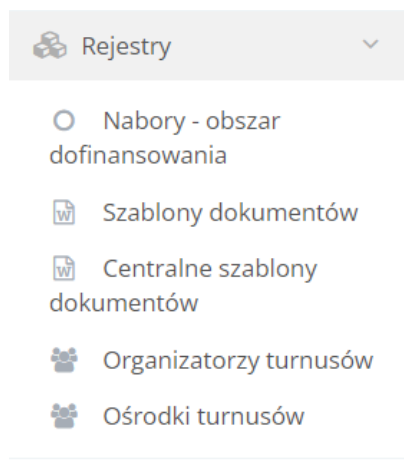 Rejestry
Nabory - obszar
dofinansowania
Szablony dokumentów
Centralne szablony
dokumentów
Organizatorzy turnusów
Ośrodki turnusów